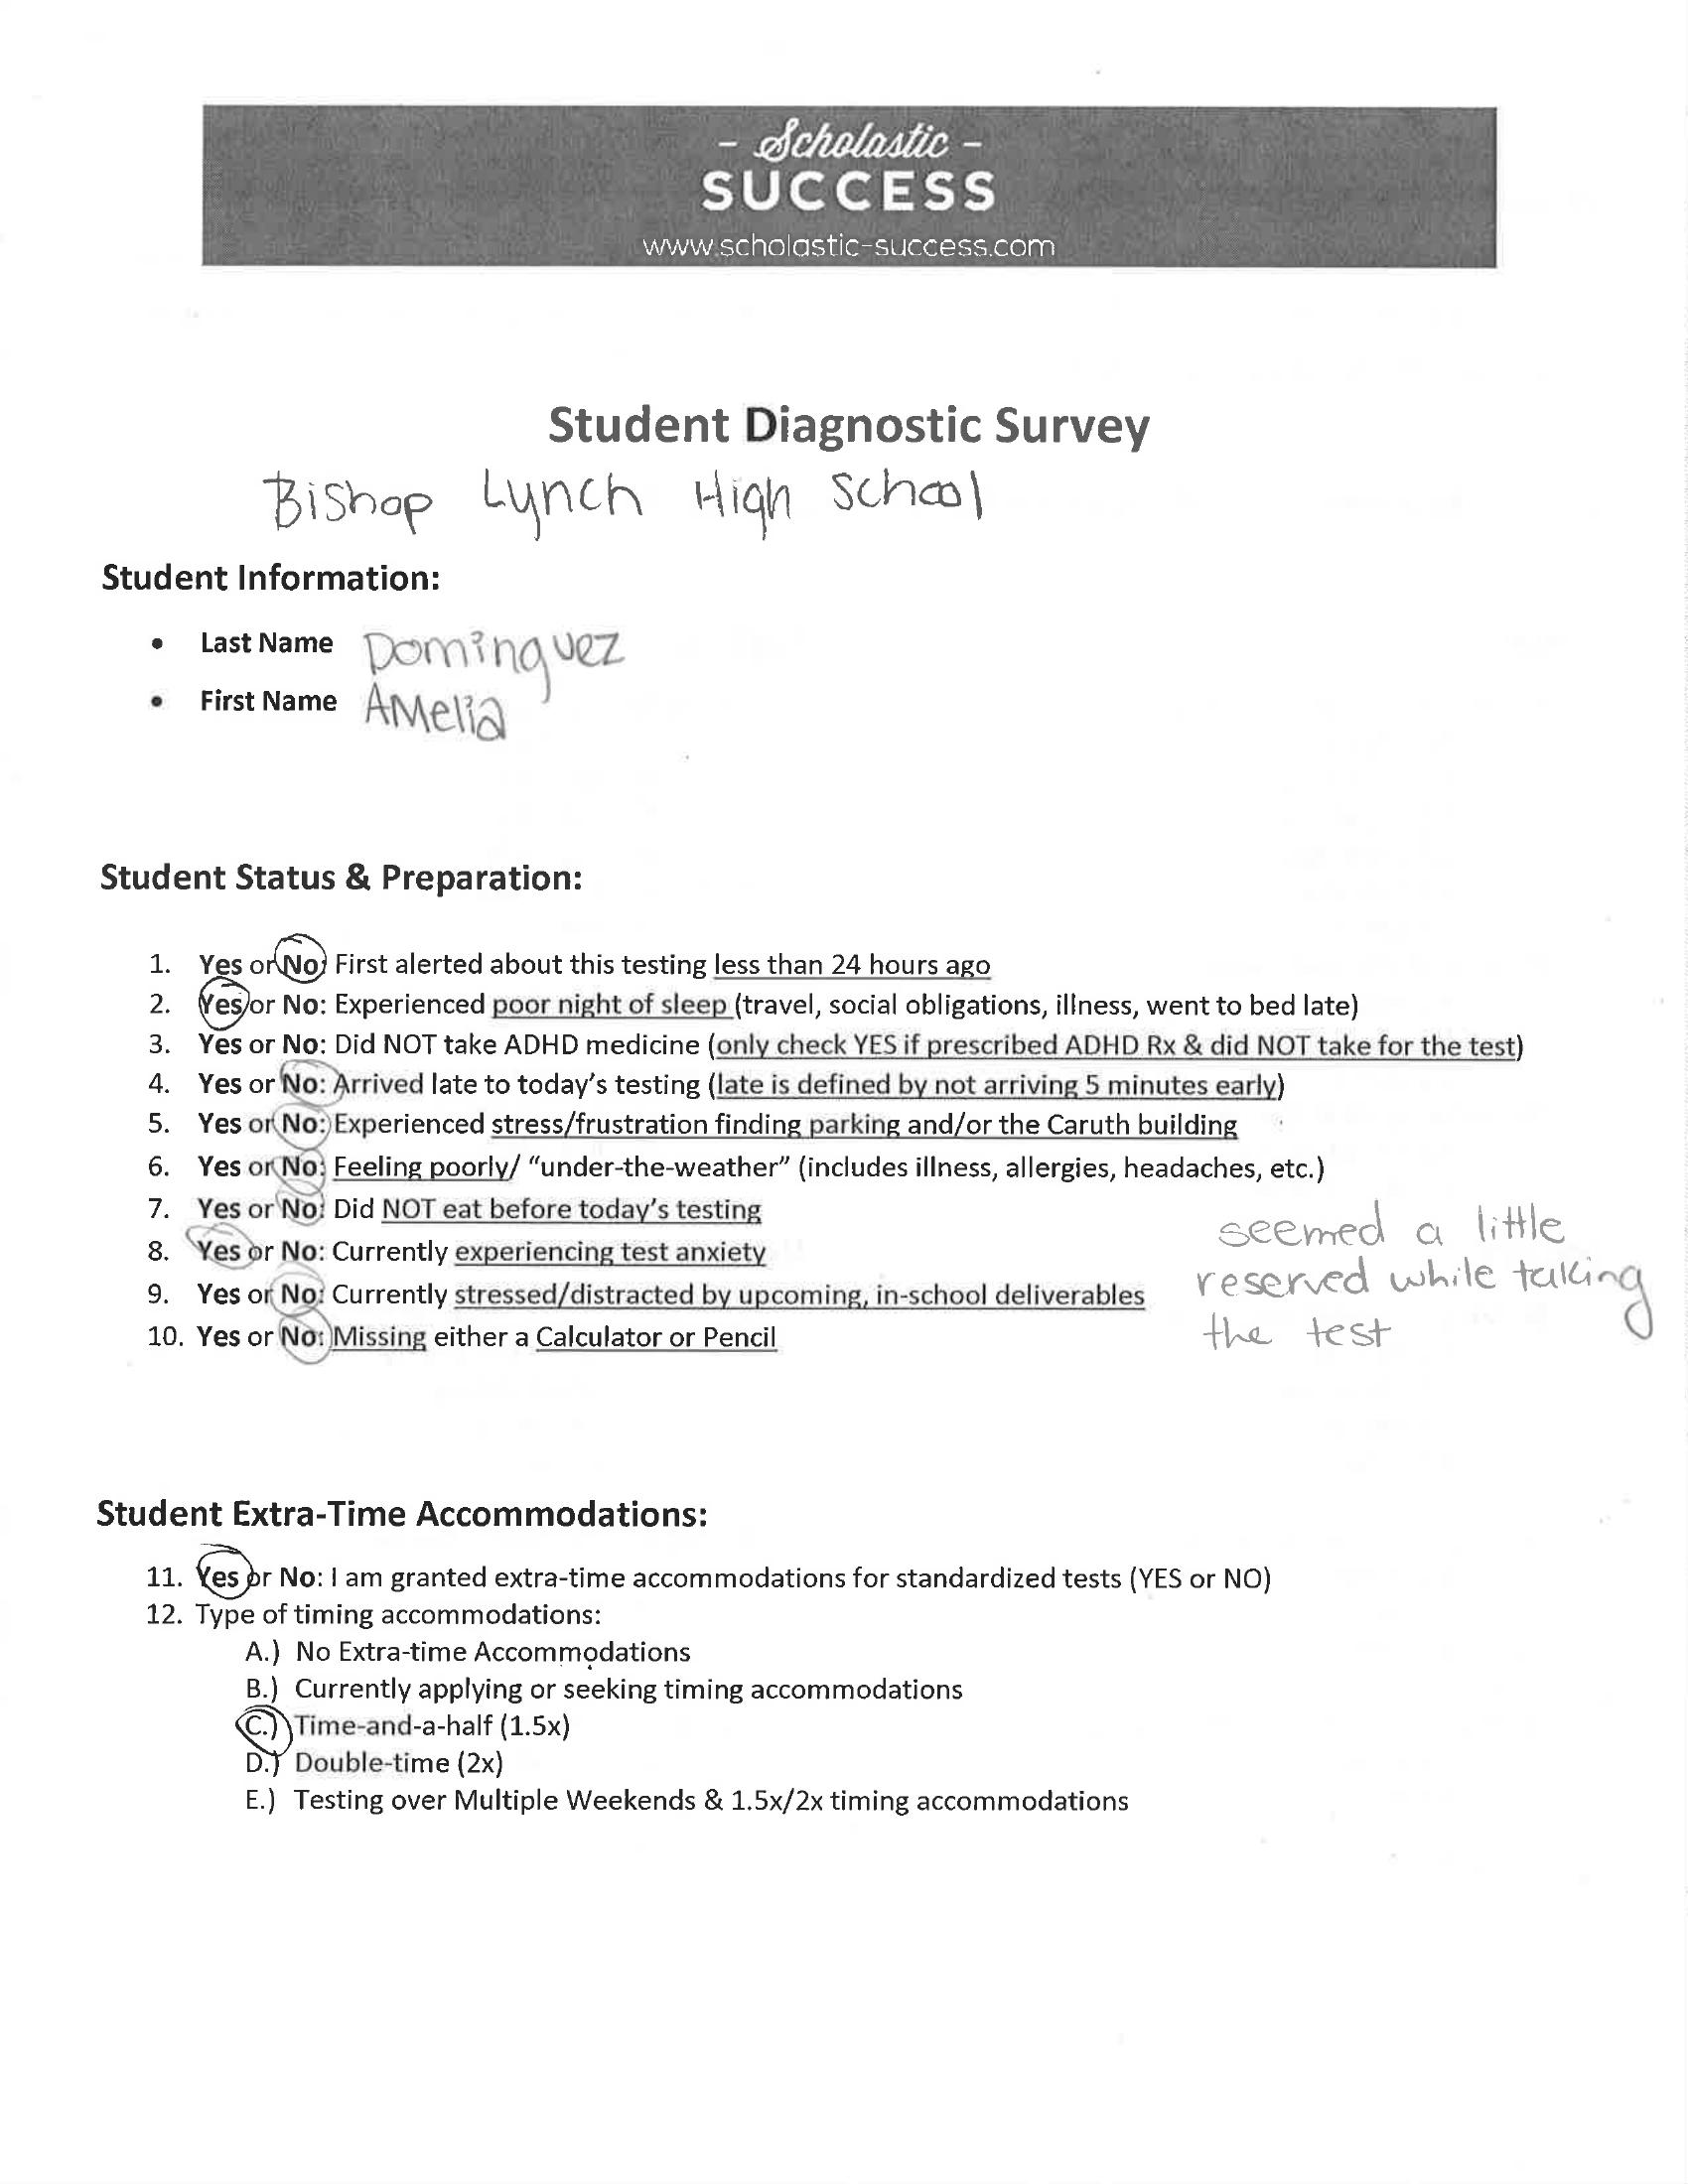 - Scholastic -
SUCCESS
www.scholastic-success.com
Student Diagnostic Survey
Bishop Lynch High School
Student Information:
• Last Name Dominguez
• First Name Amelia
Student Status & Preparation:
1. Yes or No: First alerted about this testing less than 24 hours ago
2. Yes or No: Experienced poor night of sleep (travel, social obligations, illness, went to bed late)
3. Yes or No: Did NOT take ADHD medicine (only check YES if prescribed ADHD Rx & did NOT take for the test)
4. Yes or No: Arrived late to today's testing (late is defined by not arriving 5 minutes early)
5. Yes or No: Experienced stress/frustration finding parking and/or the Caruth building
6. Yes or No: Feeling poorly/ "under-the-weather" (includes illness, allergies, headaches, etc.)
7. Yes or No: Did NOT eat before today's testing
8. Yes or No: Currently experiencing test anxiety
9. Yes or No: Currently stressed/distracted by upcoming, in-school deliverables
10. Yes or No: Missing either a Calculator or Pencil
seemed a little
reserved while taking
the test
Student Extra-Time Accommodations:
11. Yes or No: I am granted extra-time accommodations for standardized tests (YES or NO)
12. Type of timing accommodations:
A.) No Extra-time Accommodations
B.) Currently applying or seeking timing accommodations
C.) Time-and-a-half (1.5x)
D.) Double-time (2x)
E.) Testing over Multiple Weekends & 1.5x/2x timing accommodations